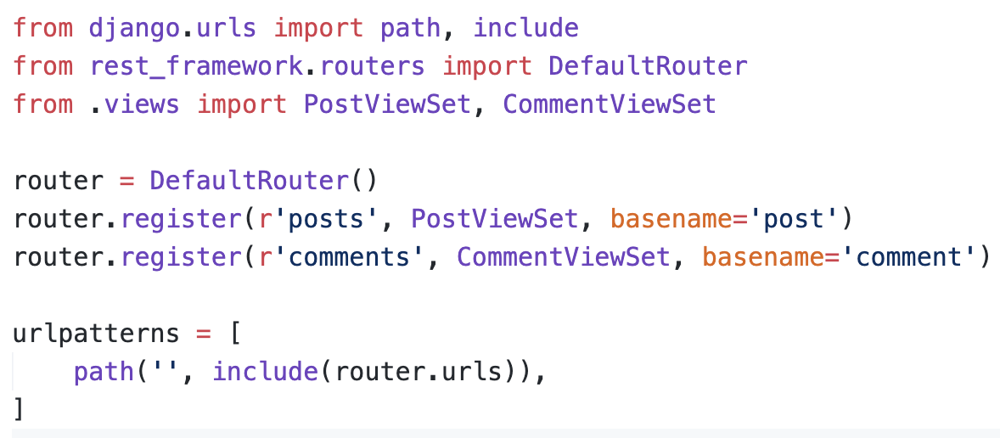 from django.urls import path, include
from rest_framework.routers import DefaultRouter
from .views import PostViewSet, CommentViewSet

router = DefaultRouter()
router.register(r'posts', PostViewSet, basename='post')
router.register(r'comments', CommentViewSet, basename='comment')

urlpatterns = [
    path('', include(router.urls)),
]